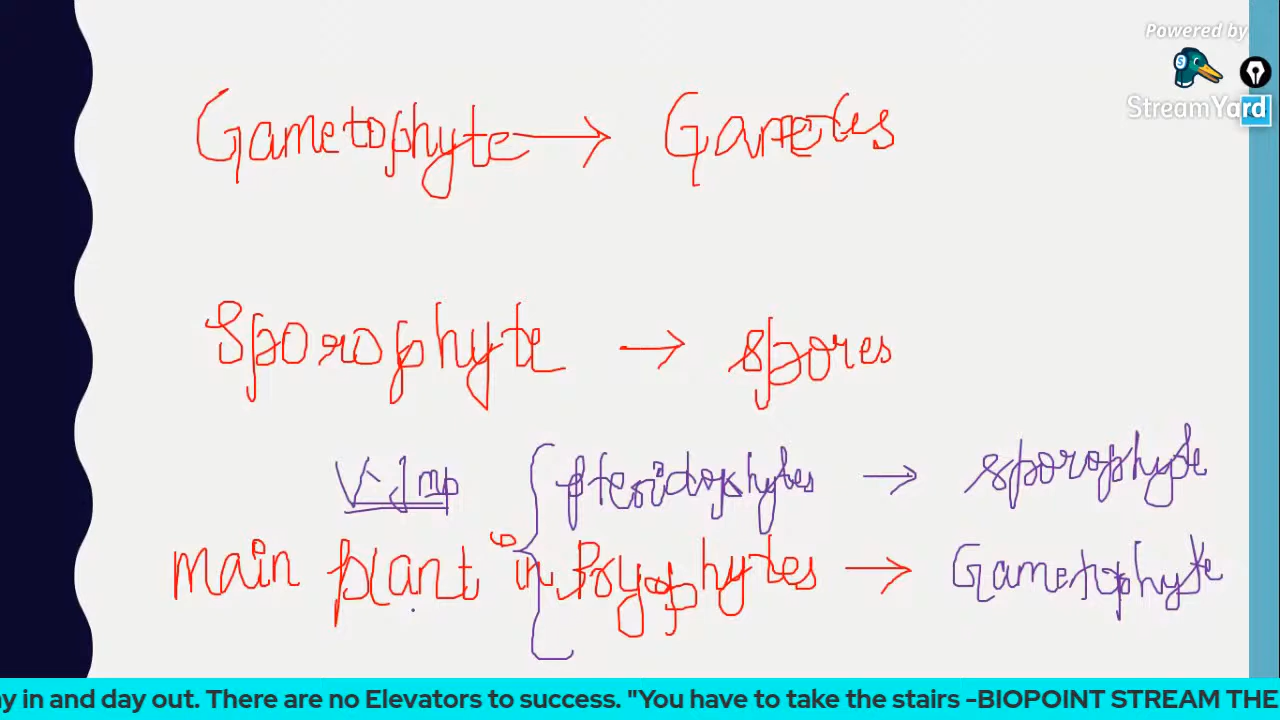 Powered by
StreamYard
Gametophyte → Gametes
Sporophyte → spores
V. Imp { pteridophytes → sporophyte
main plant in Bryophytes → Gametophyte
y in and day out. There are no Elevators to success. "You have to take the stairs -BIOPOINT STREAM THE